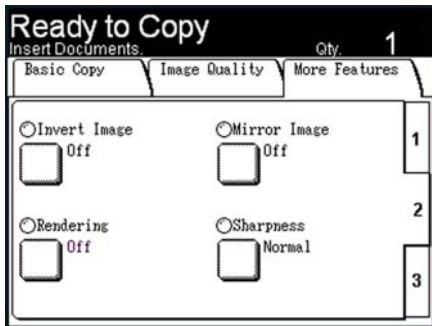 Ready to Copy
Insert Documents. Qty. 1
Basic Copy Image Quality More Features
Invert Image Mirror Image
Off Off
1
2
Rendering Sharpness
Off Normal
3